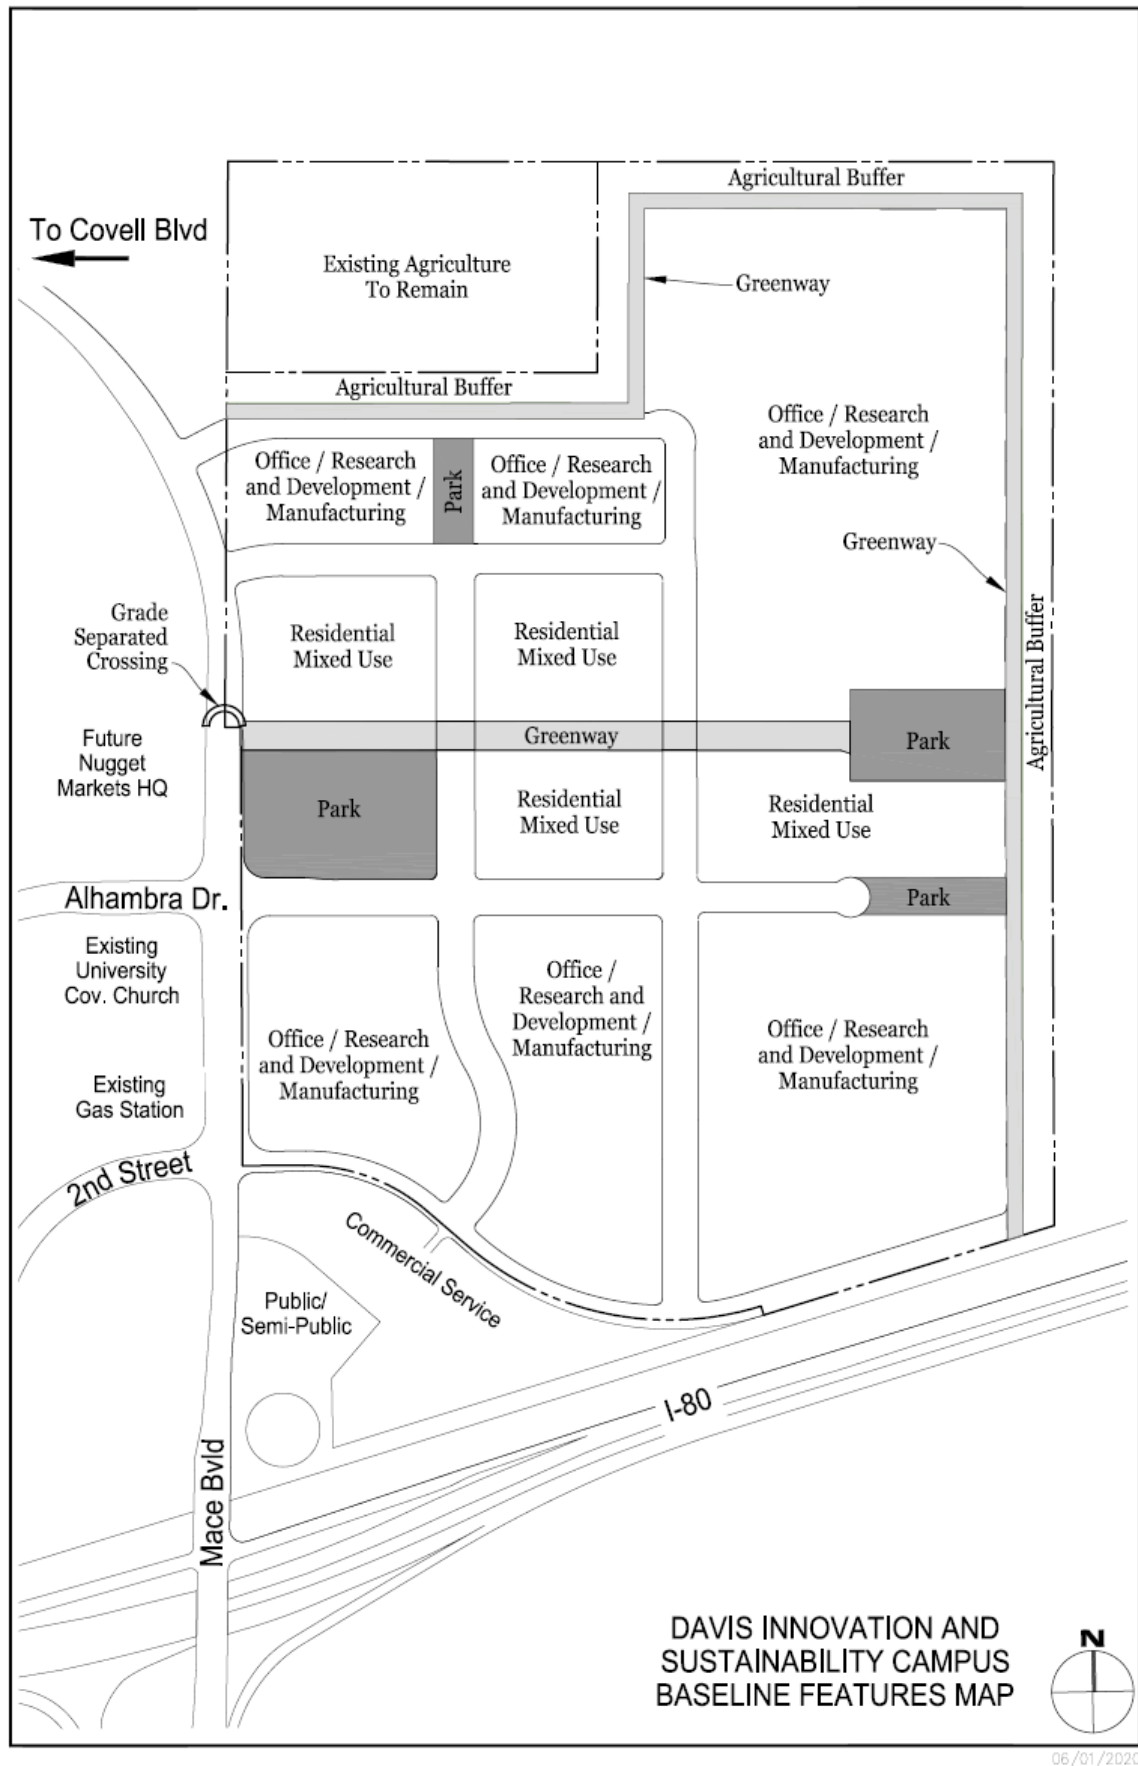 Agricultural Buffer
To Covell Blvd
Existing Agriculture
To Remain
Greenway
Agricultural Buffer
Office / Research
and Development /
Manufacturing
Office / Research
and Development /
Manufacturing
Park
Office / Research
and Development /
Manufacturing
Greenway
Grade
Separated
Crossing
Residential
Mixed Use
Residential
Mixed Use
Agricultural Buffer
Future
Nugget
Markets HQ
Greenway
Park
Park
Residential
Mixed Use
Residential
Mixed Use
Alhambra Dr.
Park
Existing
University
Cov. Church
Office / Research
and Development /
Manufacturing
Office /
Research and
Development /
Manufacturing
Office / Research
and Development /
Manufacturing
Existing
Gas Station
2nd Street
Commercial Service
Public/
Semi-Public
I-80
Mace Bvld
DAVIS INNOVATION AND
SUSTAINABILITY CAMPUS
BASELINE FEATURES MAP
N
06/01/2020